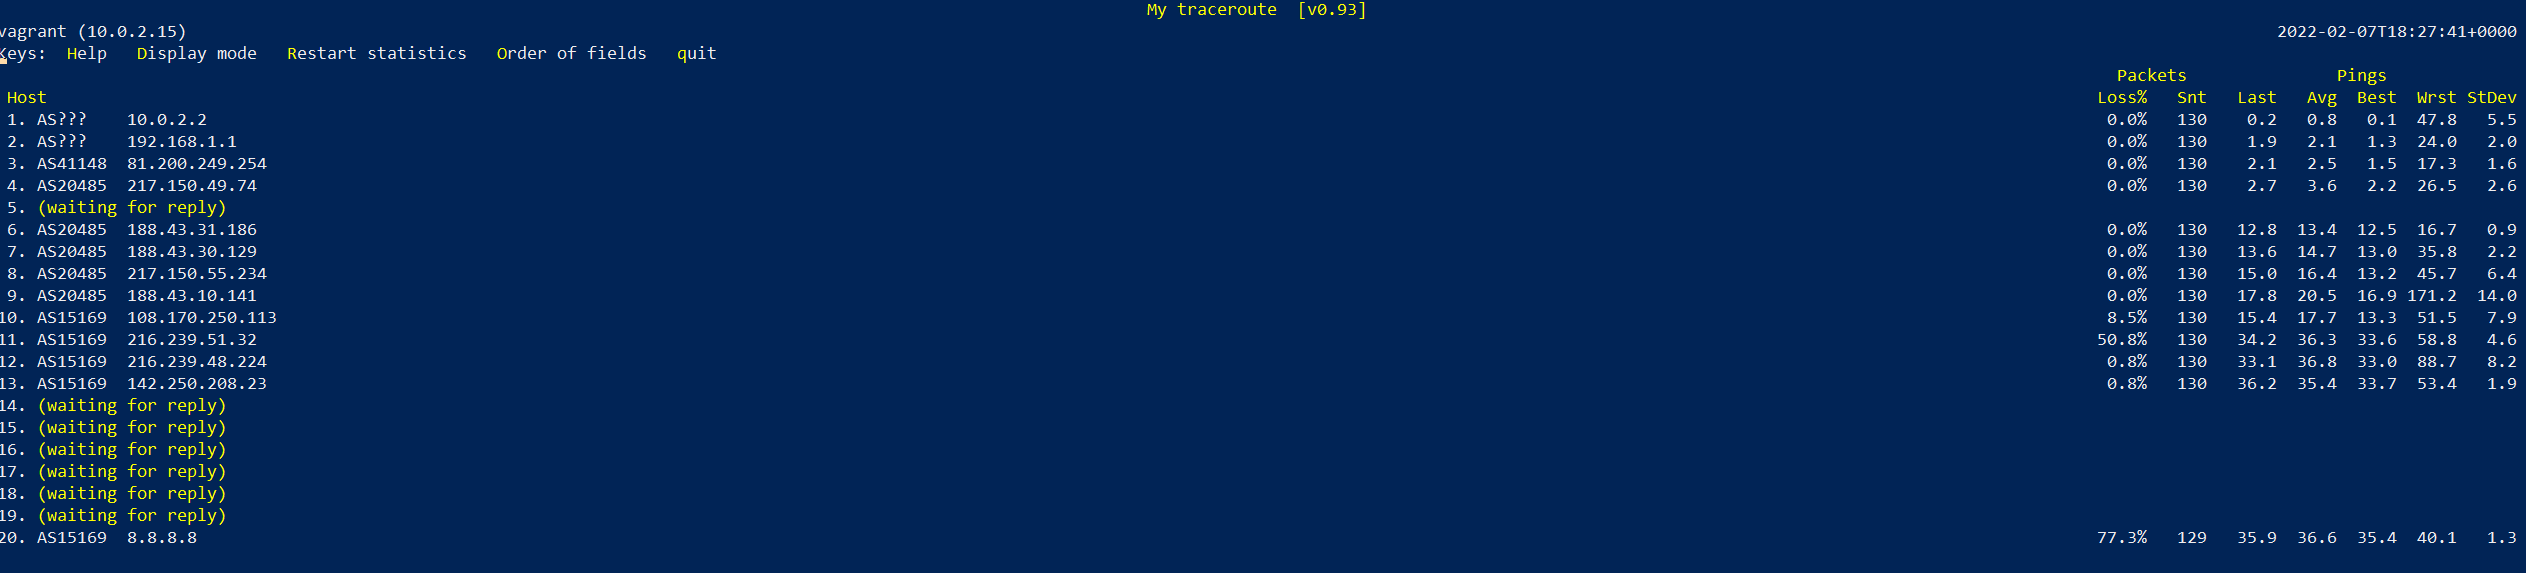 My traceroute  [v0.93]
vagrant (10.0.2.15) 2022-02-07T18:27:41+0000
Keys:  Help   Display mode   Restart statistics   Order of fields   quit
Packets Pings
Host Loss% Snt Last Avg Best Wrst StDev
1. AS??? 10.0.2.2 0.0% 130 0.2 0.8 0.1 47.8 5.5
2. AS??? 192.168.1.1 0.0% 130 1.9 2.1 1.3 24.0 2.0
3. AS41148 81.200.249.254 0.0% 130 2.1 2.5 1.5 17.3 1.6
4. AS20485 217.150.49.74 0.0% 130 2.7 3.6 2.2 26.5 2.6
5. (waiting for reply)
6. AS20485 188.43.31.186 0.0% 130 12.8 13.4 12.5 16.7 0.9
7. AS20485 188.43.30.129 0.0% 130 13.6 14.7 13.0 35.8 2.2
8. AS20485 217.150.55.234 0.0% 130 15.0 16.4 13.2 45.7 6.4
9. AS20485 188.43.10.141 0.0% 130 17.8 20.5 16.9 171.2 14.0
10. AS15169 108.170.250.113 8.5% 130 15.4 17.7 13.3 51.5 7.9
11. AS15169 216.239.51.32 50.8% 130 34.2 36.3 33.6 58.8 4.6
12. AS15169 216.239.48.224 0.8% 130 33.1 36.8 33.0 88.7 8.2
13. AS15169 142.250.208.23 0.8% 130 36.2 35.4 33.7 53.4 1.9
14. (waiting for reply)
15. (waiting for reply)
16. (waiting for reply)
17. (waiting for reply)
18. (waiting for reply)
19. (waiting for reply)
20. AS15169 8.8.8.8 77.3% 129 35.9 36.6 35.4 40.1 1.3